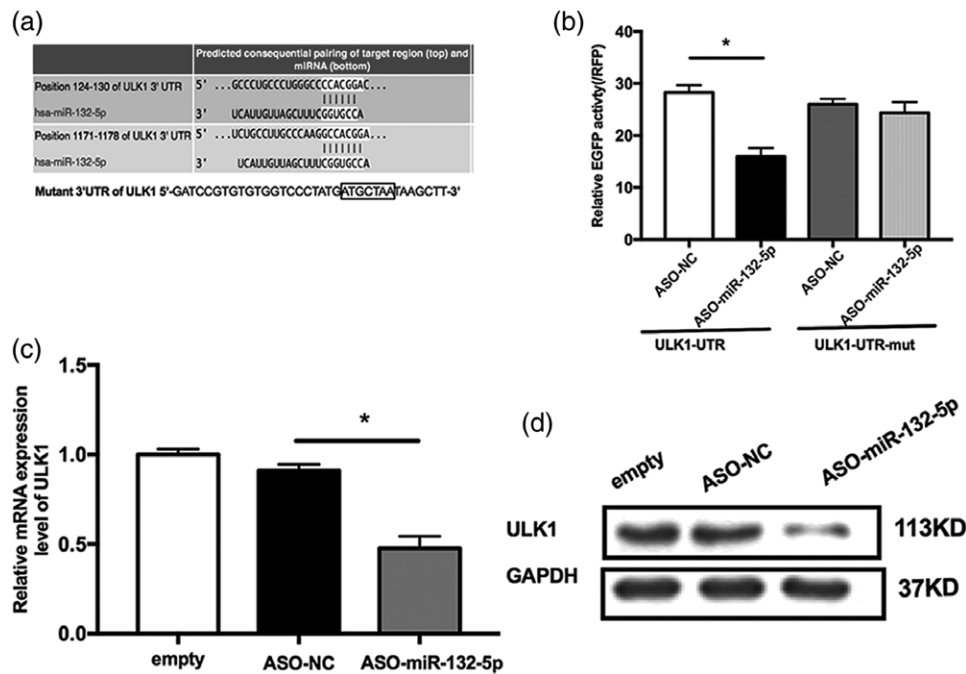 (a)
Predicted consequential pairing of target region (top) and
miRNA (bottom)
Position 124-130 of ULK1 3' UTR 5' ...GCCCUGCCCUGGGCCCCACGGAC...
hsa-miR-132-5p 3' UCAUUGUUAGCUUUCGGUGCCA
Position 1171-1178 of ULK1 3' UTR 5' ...UCUGCCUUGCCCAAGGCCACGGA...
hsa-miR-132-5p 3' UCAUUGUUAGCUUUCGGUGCCA
Mutant 3'UTR of ULK1 5'-GATCCGTGTGTGGTCCCTATGATGCTAATAAGCTT-3'
(b)
Relative EGFP activty(/RFP)
40
30
20
10
0
*
ASO-NC
ASO-miR-132-5p
ASO-NC
ASO-miR-132-5p
ULK1-UTR
ULK1-UTR-mut
(c)
Relative mRNA expression
level of ULK1
1.5
1.0
0.5
0.0
*
empty
ASO-NC
ASO-miR-132-5p
(d)
empty
ASO-NC
ASO-miR-132-5p
ULK1
113KD
GAPDH
37KD